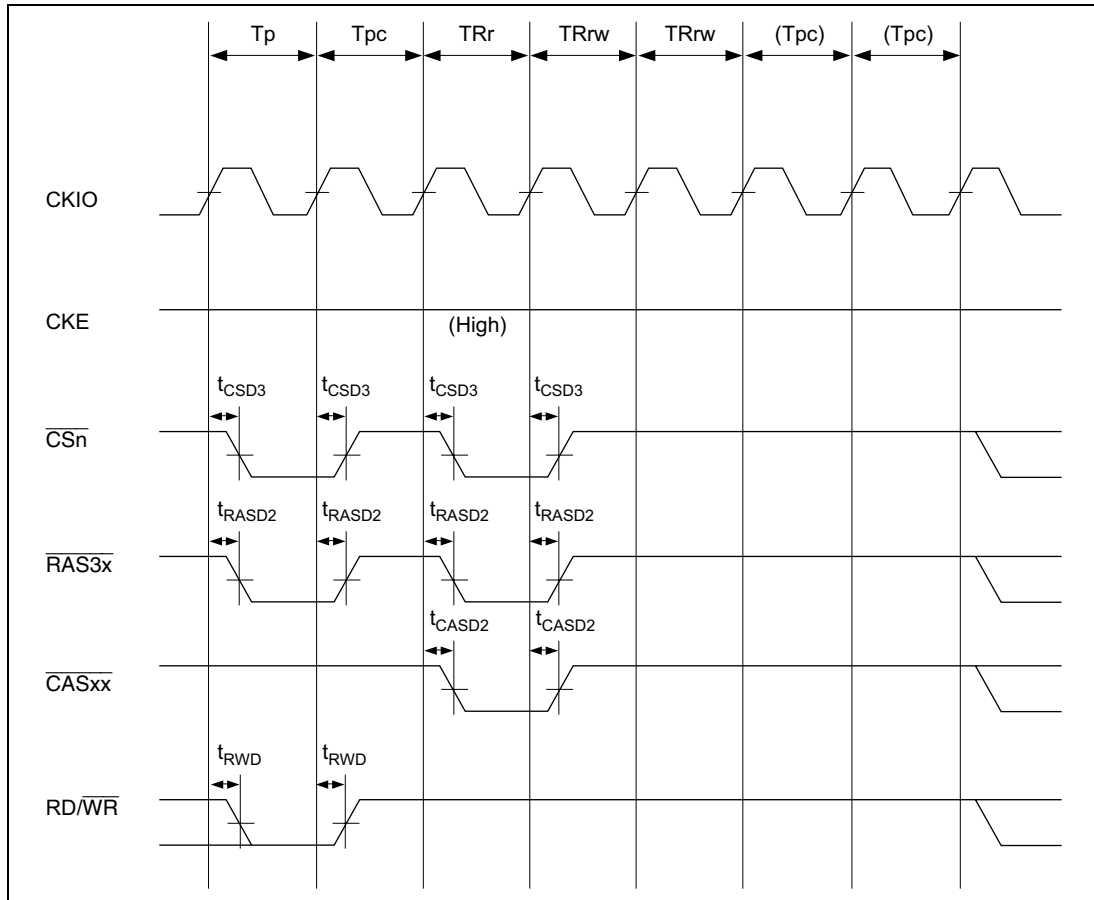 Tp Tpc TRr TRrw TRrw (Tpc) (Tpc)
CKIO
CKE
(High)
tCSD3 tCSD3 tCSD3 tCSD3
CSn
tRASD2 tRASD2 tRASD2 tRASD2
RAS3x
tCASD2 tCASD2
CASxx
tRWD tRWD
RD/WR